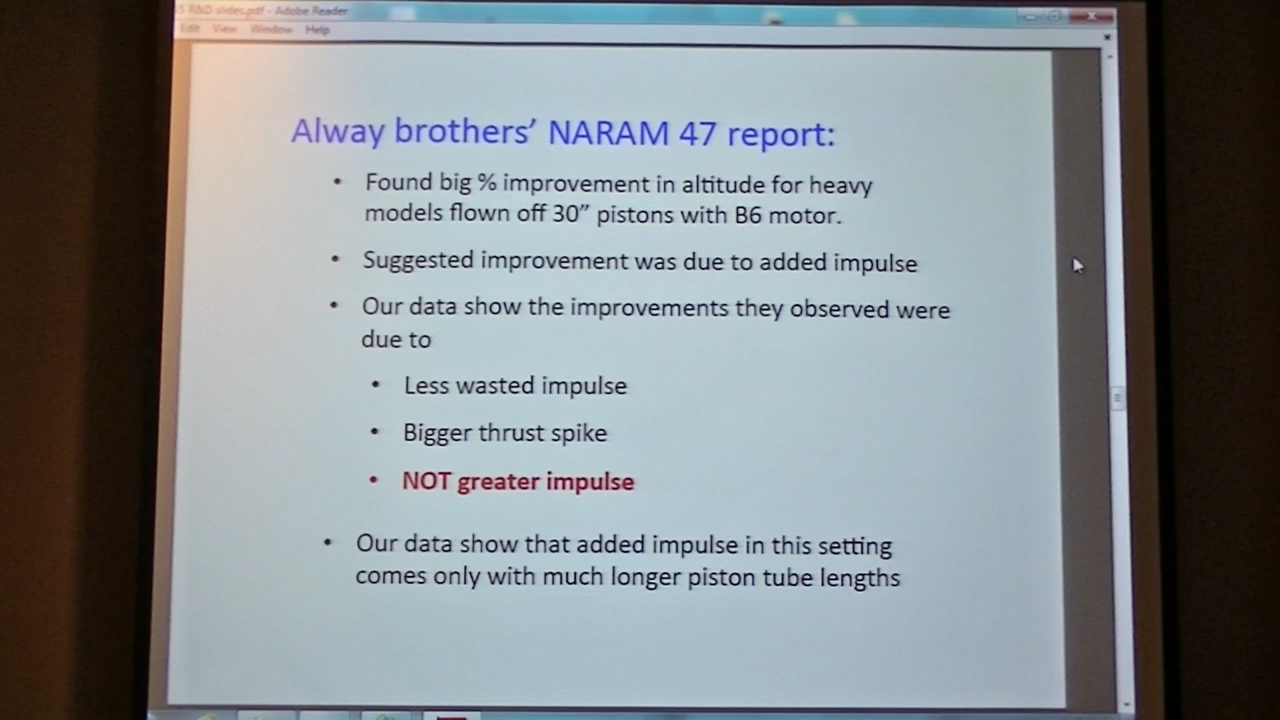 R&D slides.pdf - Adobe Reader
Edit View Window Help
Alway brothers’ NARAM 47 report:
• Found big % improvement in altitude for heavy
models flown off 30” pistons with B6 motor.
• Suggested improvement was due to added impulse
• Our data show the improvements they observed were
due to
• Less wasted impulse
• Bigger thrust spike
• NOT greater impulse
• Our data show that added impulse in this setting
comes only with much longer piston tube lengths